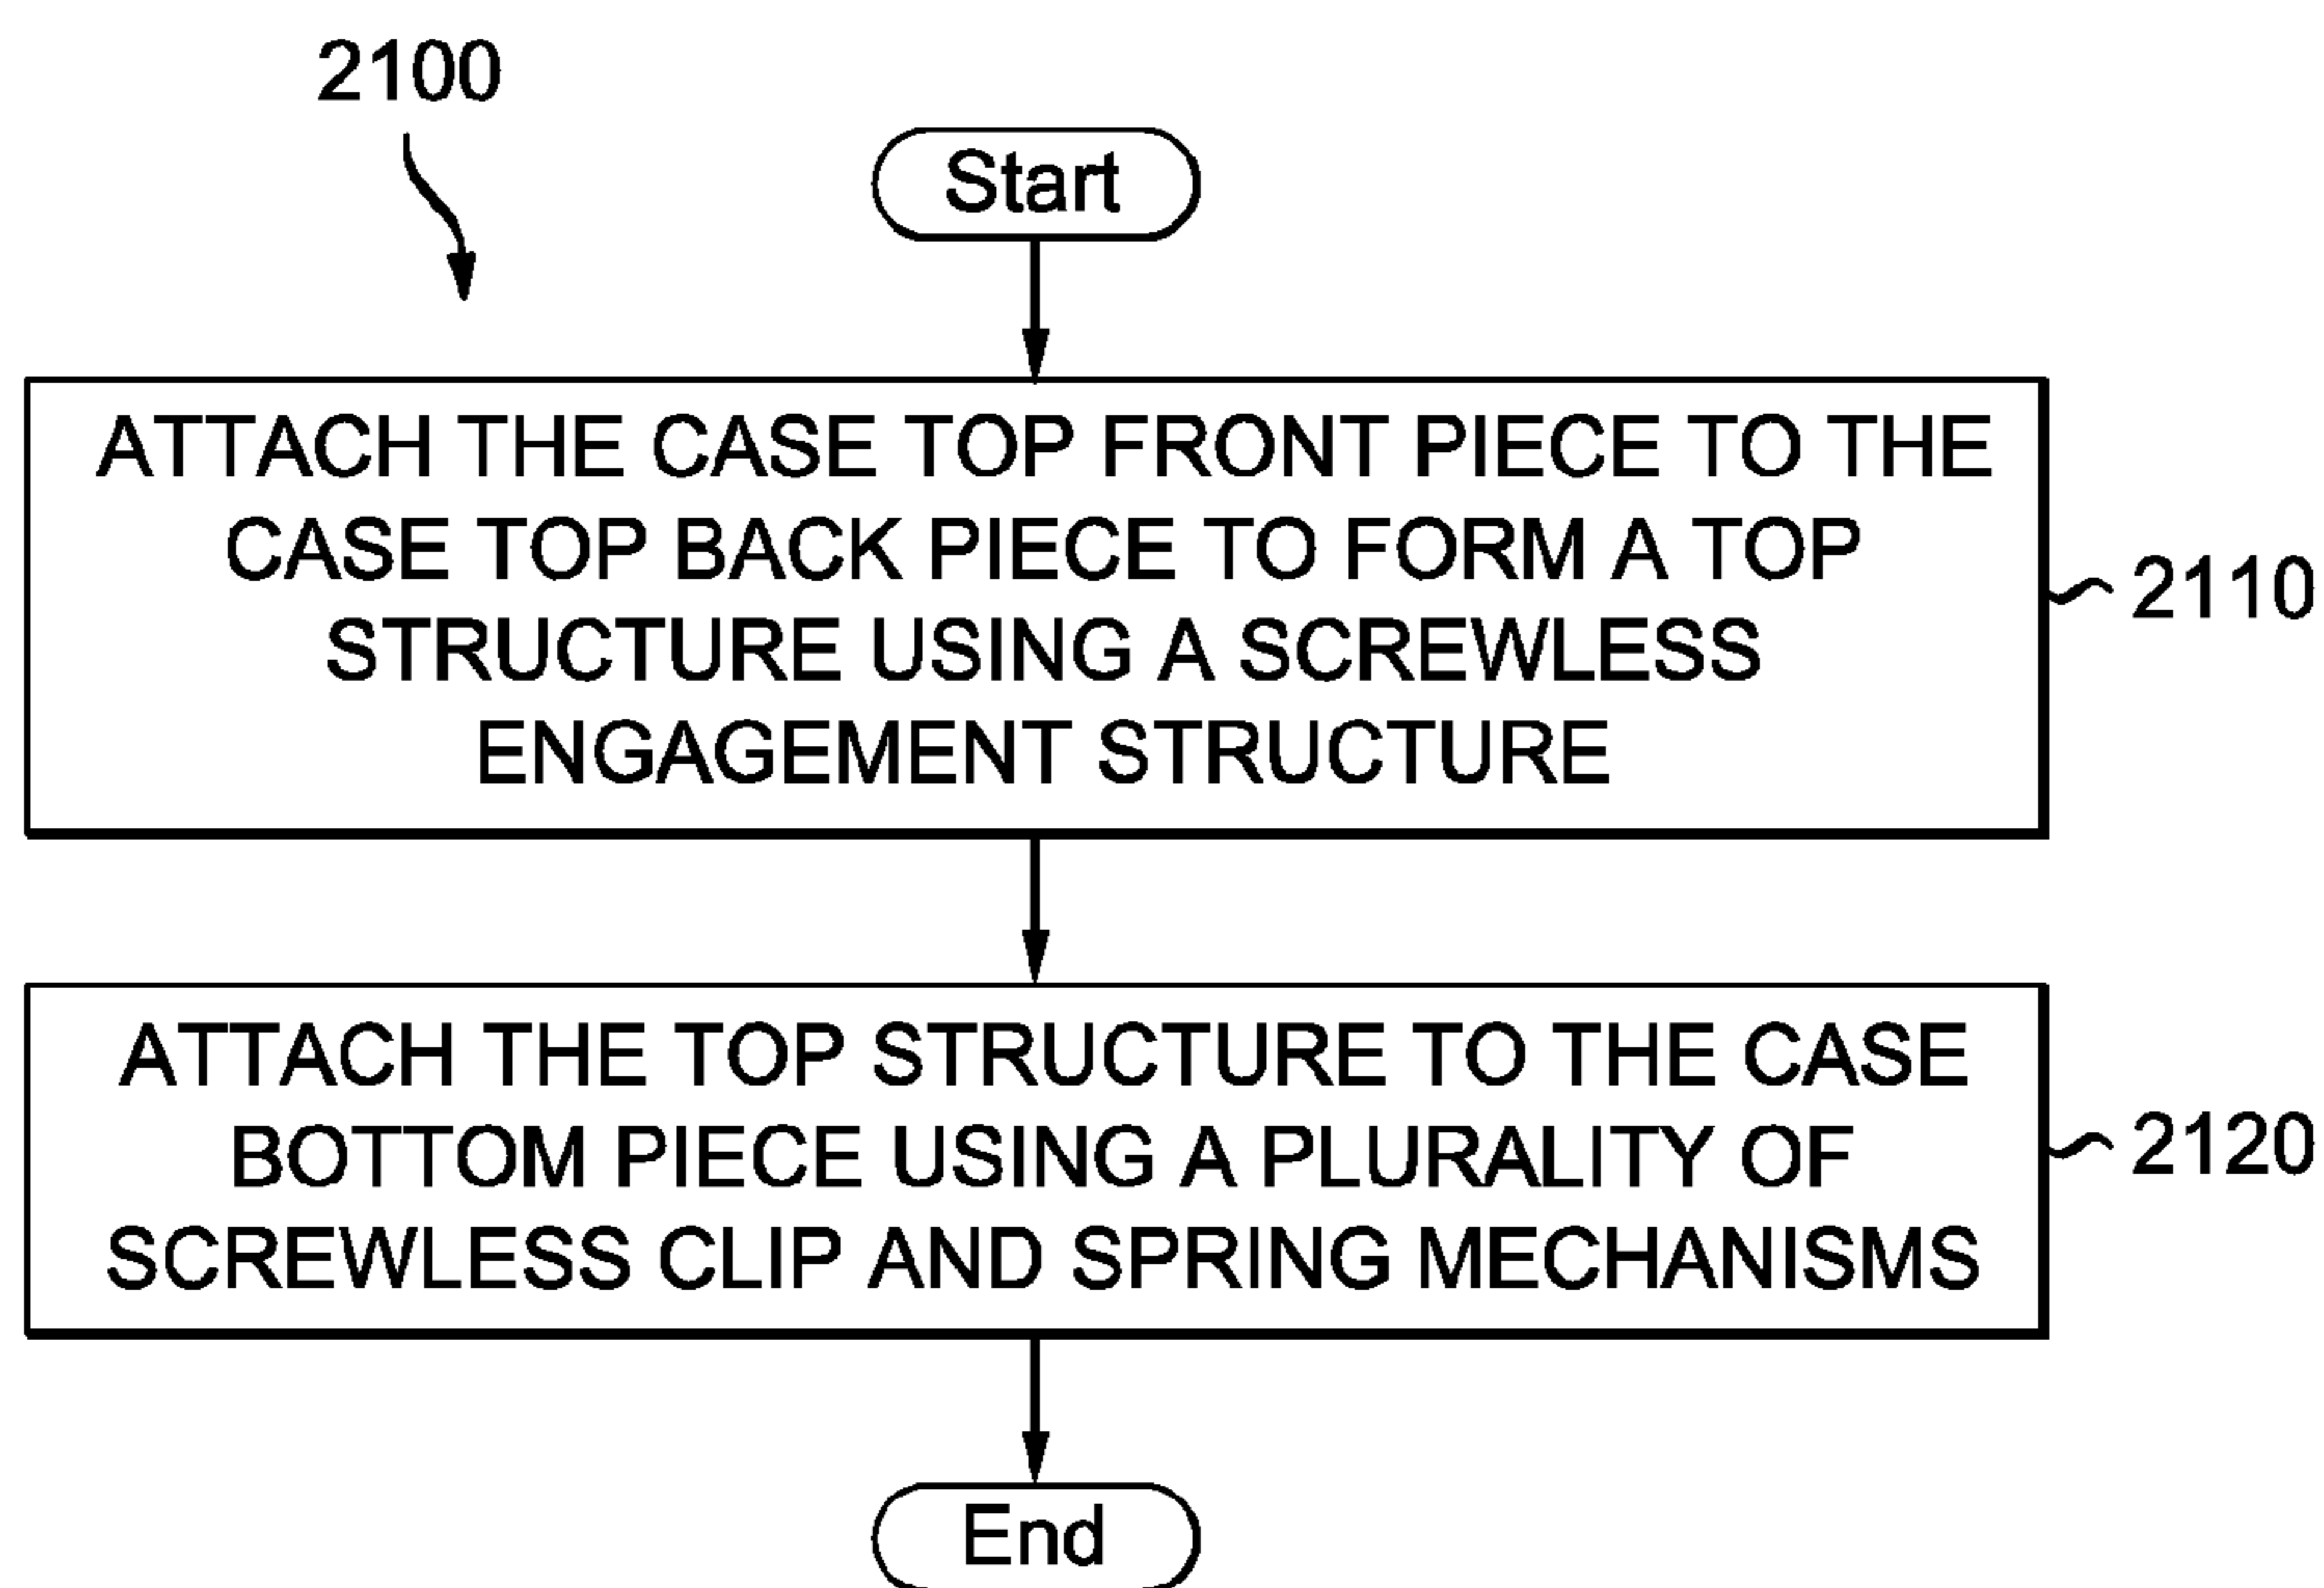 2100
Start
ATTACH THE CASE TOP FRONT PIECE TO THE
CASE TOP BACK PIECE TO FORM A TOP
STRUCTURE USING A SCREWLESS
ENGAGEMENT STRUCTURE
2110
ATTACH THE TOP STRUCTURE TO THE CASE
BOTTOM PIECE USING A PLURALITY OF
SCREWLESS CLIP AND SPRING MECHANISMS
2120
End